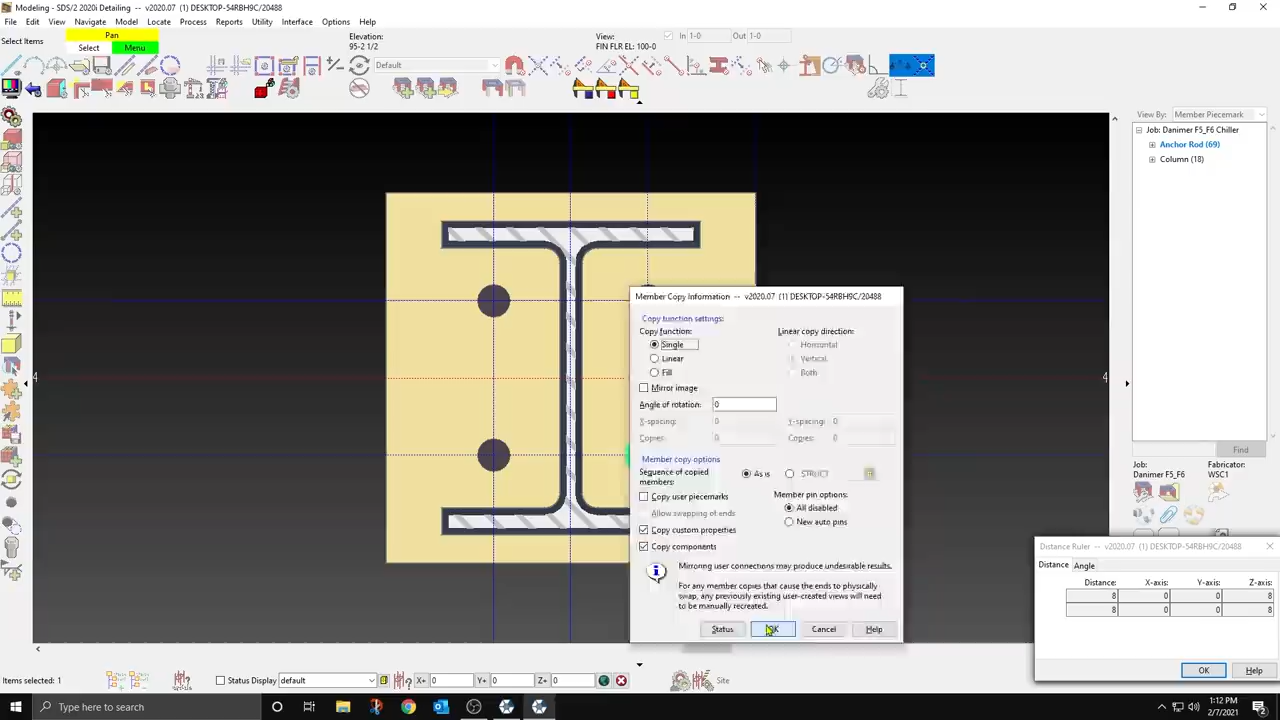 Modeling -- SDS/2 2020i Detailing -- v2020.07 (1) DESKTOP-54RBH9C/20488
File Edit View Navigate Model Locate Process Reports Utility Interface Options Help
Select Items
Pan
Select Menu
Elevation:
95-2 1/2
View:
FIN FLR EL: 100-0
In 1-0 Out 1-0
Default
View By: Member Piecemark
Job: Danimer F5_F6 Chiller
Anchor Rod (69)
Column (18)
4
4
Member Copy Information -- v2020.07 (1) DESKTOP-54RBH9C/20488
Copy function settings:
Copy function:
Linear copy direction:
Single
Horizontal
Linear
Vertical
Fill
Both
Mirror image
Angle of rotation: 0
X-spacing: 0 Y-spacing: 0
Copies: 0 Copies: 0
Member copy options
Sequence of copied members:
As is
STRUCT
Copy user piecemarks
Member pin options:
Allow swapping of ends
All disabled
Copy custom properties
New auto pins
Copy components
Mirroring user connections may produce undesirable results.
For any member copies that cause the ends to physically
swap, any previously existing user-created views will need
to be manually recreated.
Status OK Cancel Help
Find
Job:
Danimer F5_F6
Fabricator:
WSC1
Distance Ruler -- v2020.07 (1) DESKTOP-54RBH9C/20488
Distance Angle
Distance: X-axis: Y-axis: Z-axis:
8 0 0 8
8 0 0 8
OK Help
Items selected: 1
Status Display default
X+ 0 Y+ 0 Z+ 0
Site
Type here to search
1:12 PM
2/7/2021
2